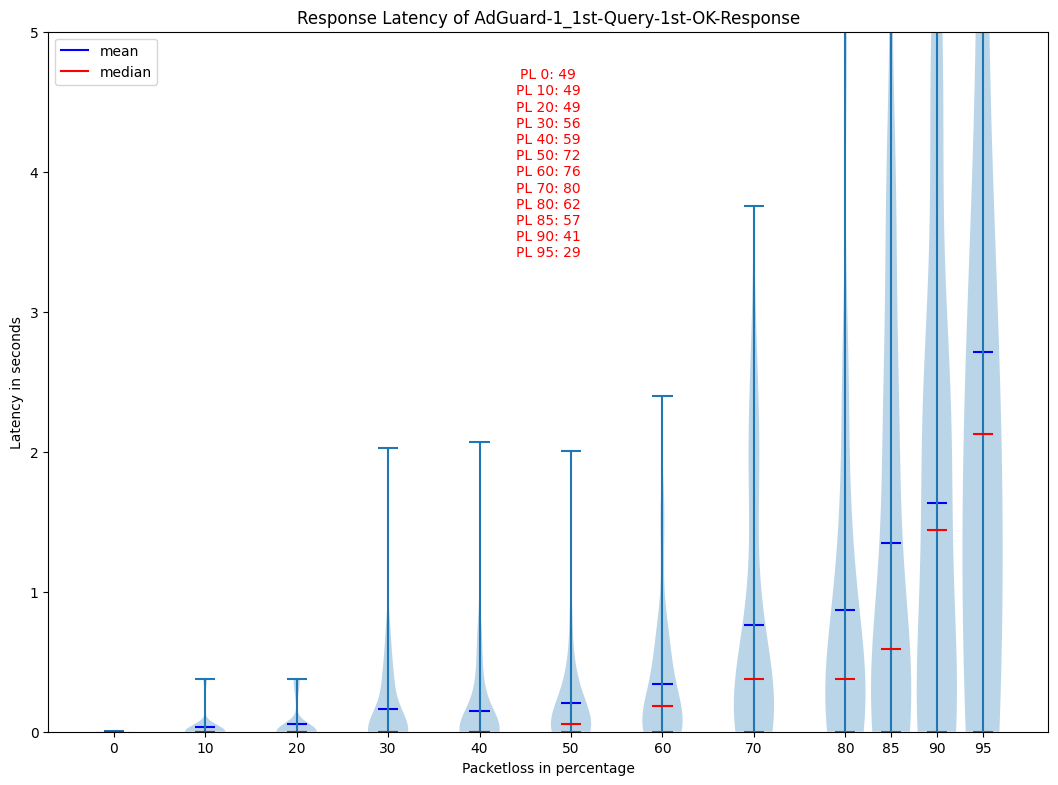 Response Latency of AdGuard-1_1st-Query-1st-OK-Response
mean
median
PL 0: 49
PL 10: 49
PL 20: 49
PL 30: 56
PL 40: 59
PL 50: 72
PL 60: 76
PL 70: 80
PL 80: 62
PL 85: 57
PL 90: 41
PL 95: 29
Latency in seconds
5
4
3
2
1
0
0 10 20 30 40 50 60 70 80 85 90 95
Packetloss in percentage